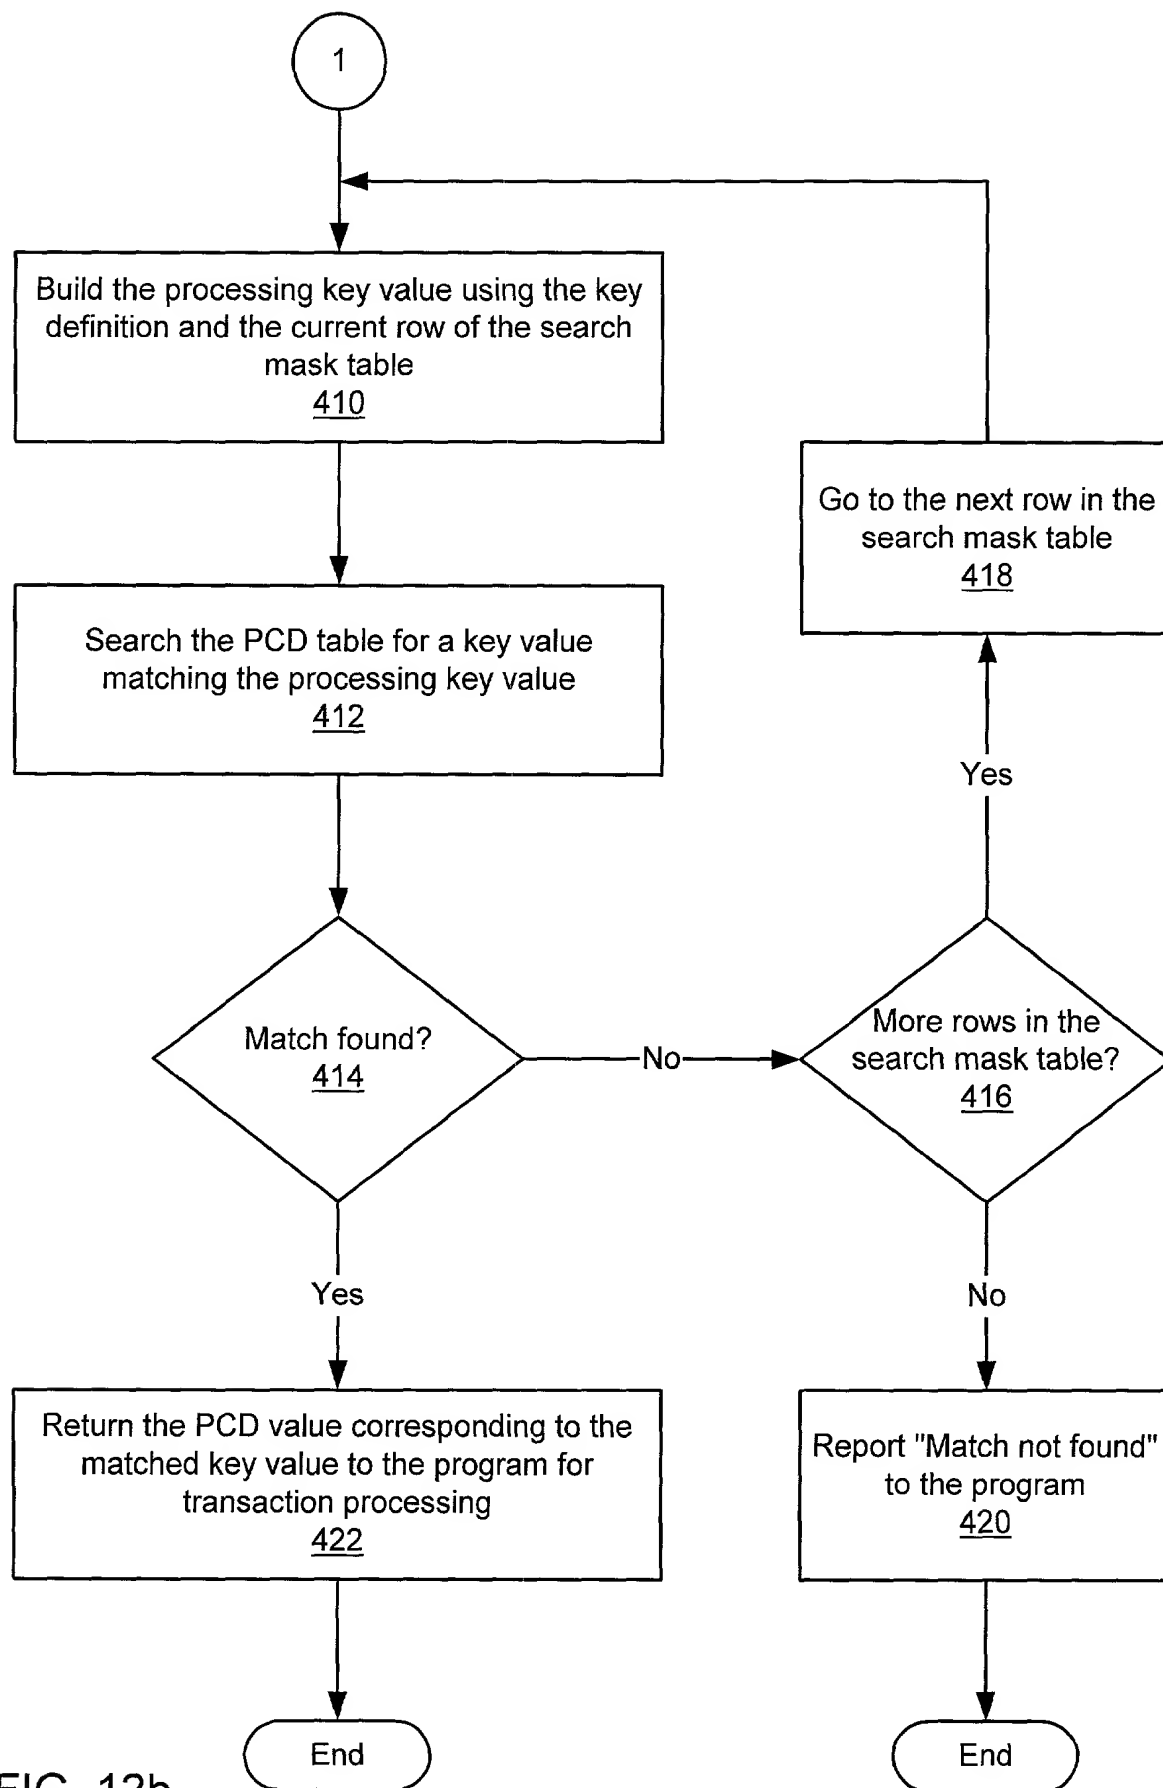 1
Build the processing key value using the key
definition and the current row of the search
mask table
410
Go to the next row in the
search mask table
418
Search the PCD table for a key value
matching the processing key value
412
Yes
Match found?
414
No
More rows in the
search mask table?
416
Yes
No
Return the PCD value corresponding to the
matched key value to the program for
transaction processing
422
Report "Match not found"
to the program
420
End
End
FIG. 12b